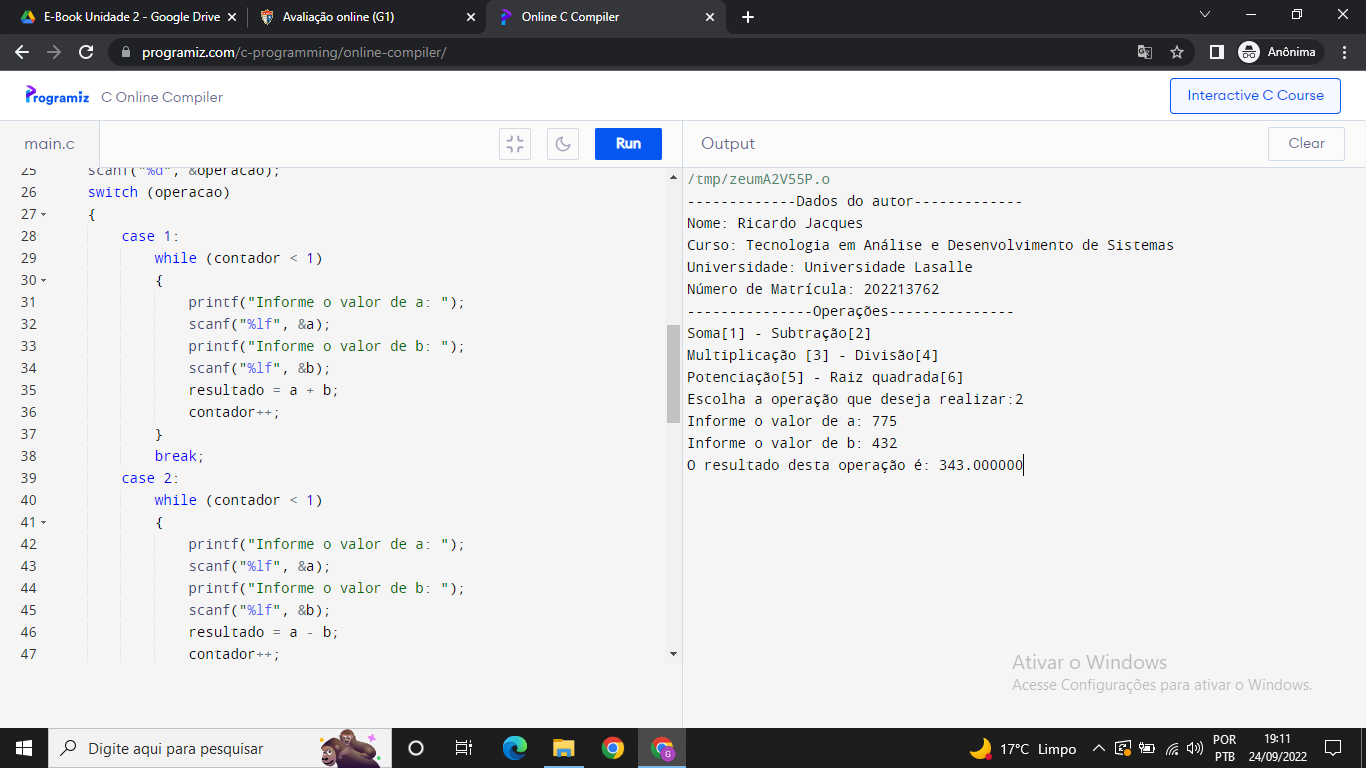 E-Book Unidade 2 - Google Drive
Avaliação online (G1)
Online C Compiler
programiz.com/c-programming/online-compiler/
Anônima
Programiz
C Online Compiler
Interactive C Course
main.c
Run
Output
Clear
25 scanf("%d", &operacao);
26 switch (operacao)
27 {
28 case 1:
29 while (contador < 1)
30 {
31 printf("Informe o valor de a: ");
32 scanf("%lf", &a);
33 printf("Informe o valor de b: ");
34 scanf("%lf", &b);
35 resultado = a + b;
36 contador++;
37 }
38 break;
39 case 2:
40 while (contador < 1)
41 {
42 printf("Informe o valor de a: ");
43 scanf("%lf", &a);
44 printf("Informe o valor de b: ");
45 scanf("%lf", &b);
46 resultado = a - b;
47 contador++;
/tmp/zeumA2V55P.o
-------------Dados do autor-------------
Nome: Ricardo Jacques
Curso: Tecnologia em Análise e Desenvolvimento de Sistemas
Universidade: Universidade Lasalle
Número de Matrícula: 202213762
---------------Operações---------------
Soma[1] - Subtração[2]
Multiplicação [3] - Divisão[4]
Potenciação[5] - Raiz quadrada[6]
Escolha a operação que deseja realizar:2
Informe o valor de a: 775
Informe o valor de b: 432
O resultado desta operação é: 343.000000
Ativar o Windows
Acesse Configurações para ativar o Windows.
Digite aqui para pesquisar
G
17°C Limpo
POR
PTB
19:11
24/09/2022